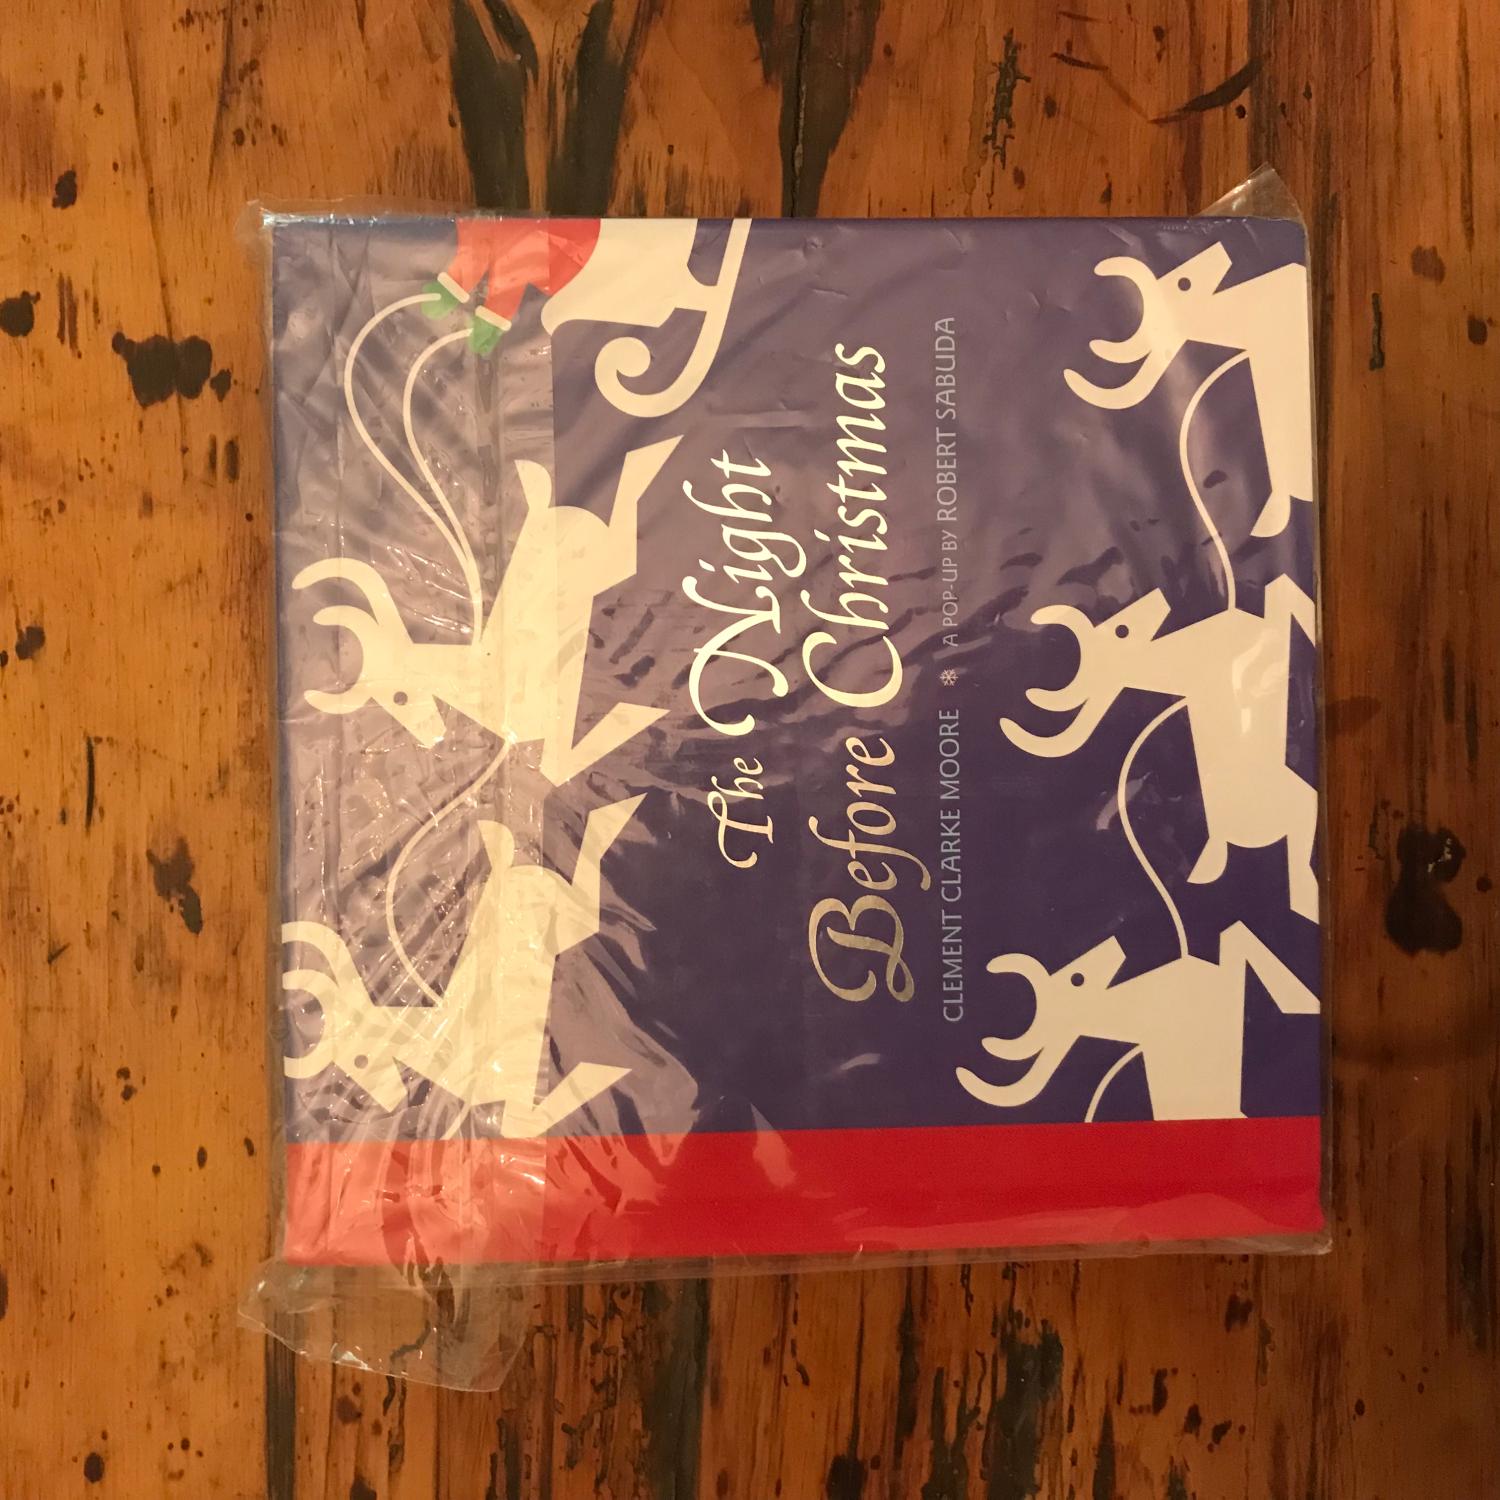 The Night
Before Christmas
CLEMENT CLARKE MOORE ❄ A POP-UP BY ROBERT SABUDA